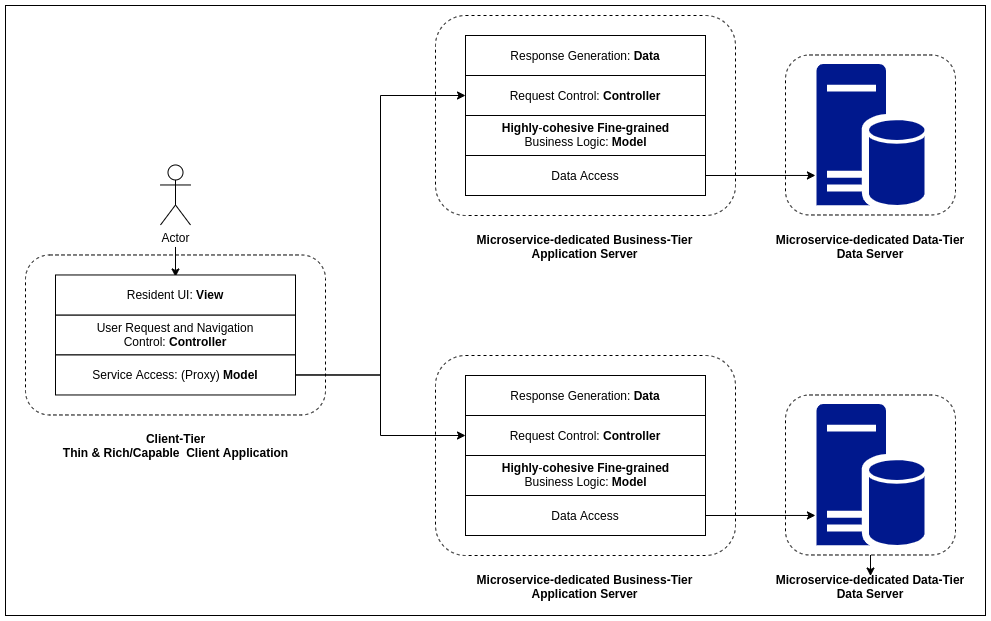 Actor
Resident UI: View
User Request and Navigation
Control: Controller
Service Access: (Proxy) Model
Client-Tier
Thin & Rich/Capable  Client Application
Response Generation: Data
Request Control: Controller
Highly-cohesive Fine-grained
Business Logic: Model
Data Access
Microservice-dedicated Business-Tier
Application Server
Microservice-dedicated Data-Tier
Data Server
Response Generation: Data
Request Control: Controller
Highly-cohesive Fine-grained
Business Logic: Model
Data Access
Microservice-dedicated Business-Tier
Application Server
Microservice-dedicated Data-Tier
Data Server